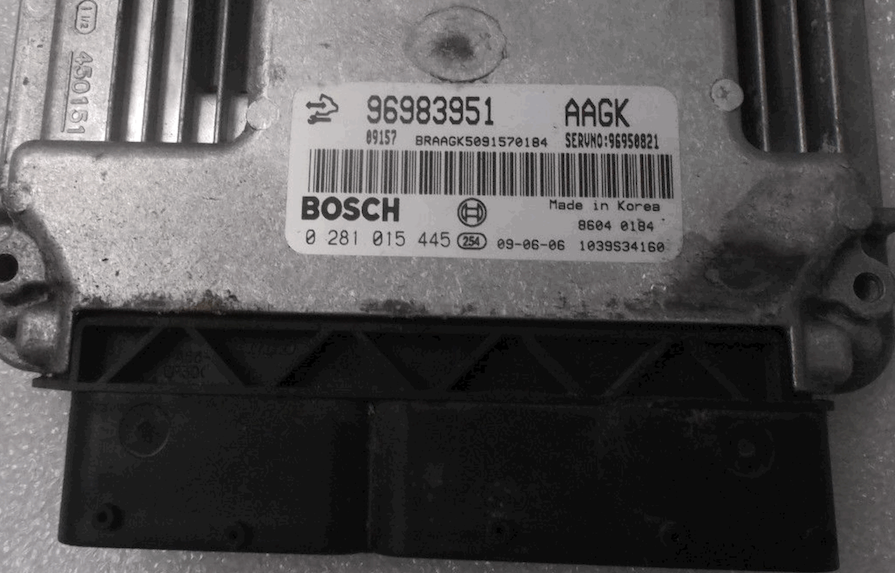 96983951 AAGK
09157 BRAAGK5091570184 SERVNO:96950821
BOSCH Made in Korea
8604 0184
0 281 015 445 254 09-06-06 1039S34160
450151